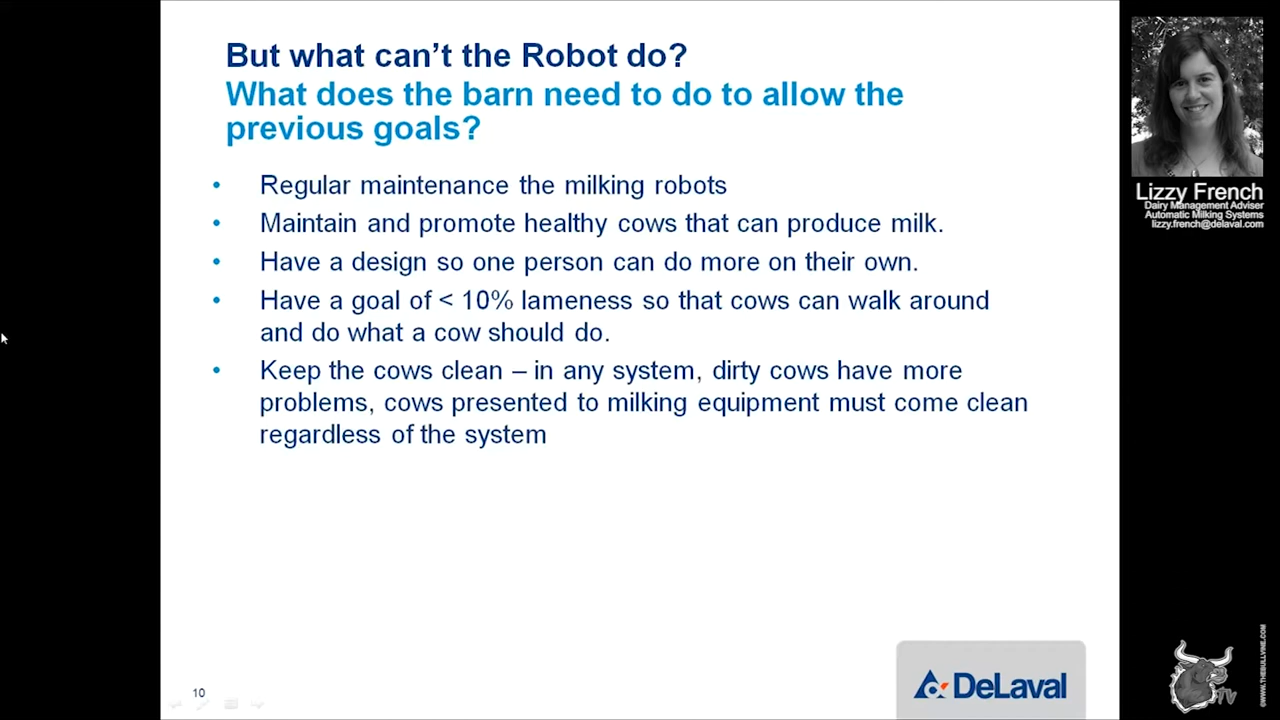 But what can't the Robot do?
What does the barn need to do to allow the
previous goals?
• Regular maintenance the milking robots
• Maintain and promote healthy cows that can produce milk.
• Have a design so one person can do more on their own.
• Have a goal of < 10% lameness so that cows can walk around
and do what a cow should do.
• Keep the cows clean – in any system, dirty cows have more
problems, cows presented to milking equipment must come clean
regardless of the system
10
DeLaval
Lizzy French
Dairy Management Adviser
Automatic Milking Systems
lizzy.french@delaval.com
TV
©WWW.THEBULLVINE.COM